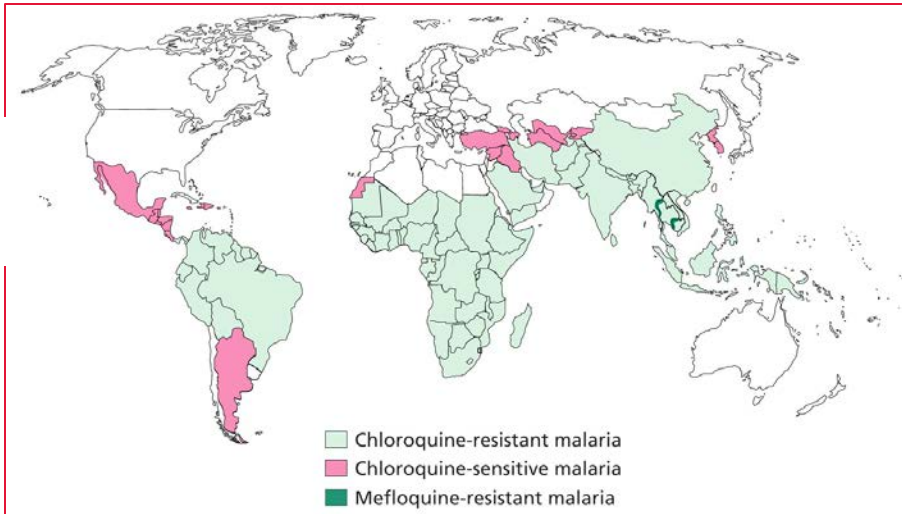 Chloroquine-resistant malaria
Chloroquine-sensitive malaria
Mefloquine-resistant malaria